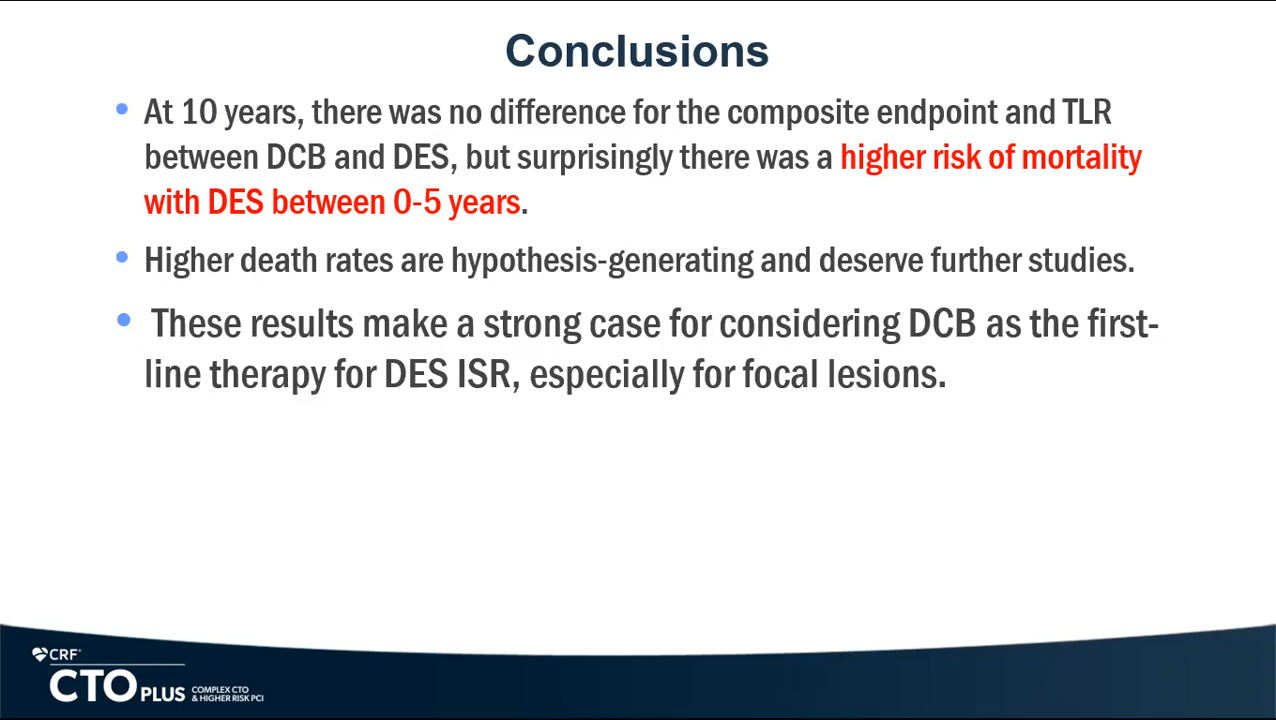 Conclusions
• At 10 years, there was no difference for the composite endpoint and TLR
between DCB and DES, but surprisingly there was a higher risk of mortality
with DES between 0-5 years.
• Higher death rates are hypothesis-generating and deserve further studies.
• These results make a strong case for considering DCB as the first-
line therapy for DES ISR, especially for focal lesions.
CRF®
CTO PLUS
COMPLEX CTO
& HIGHER RISK PCI